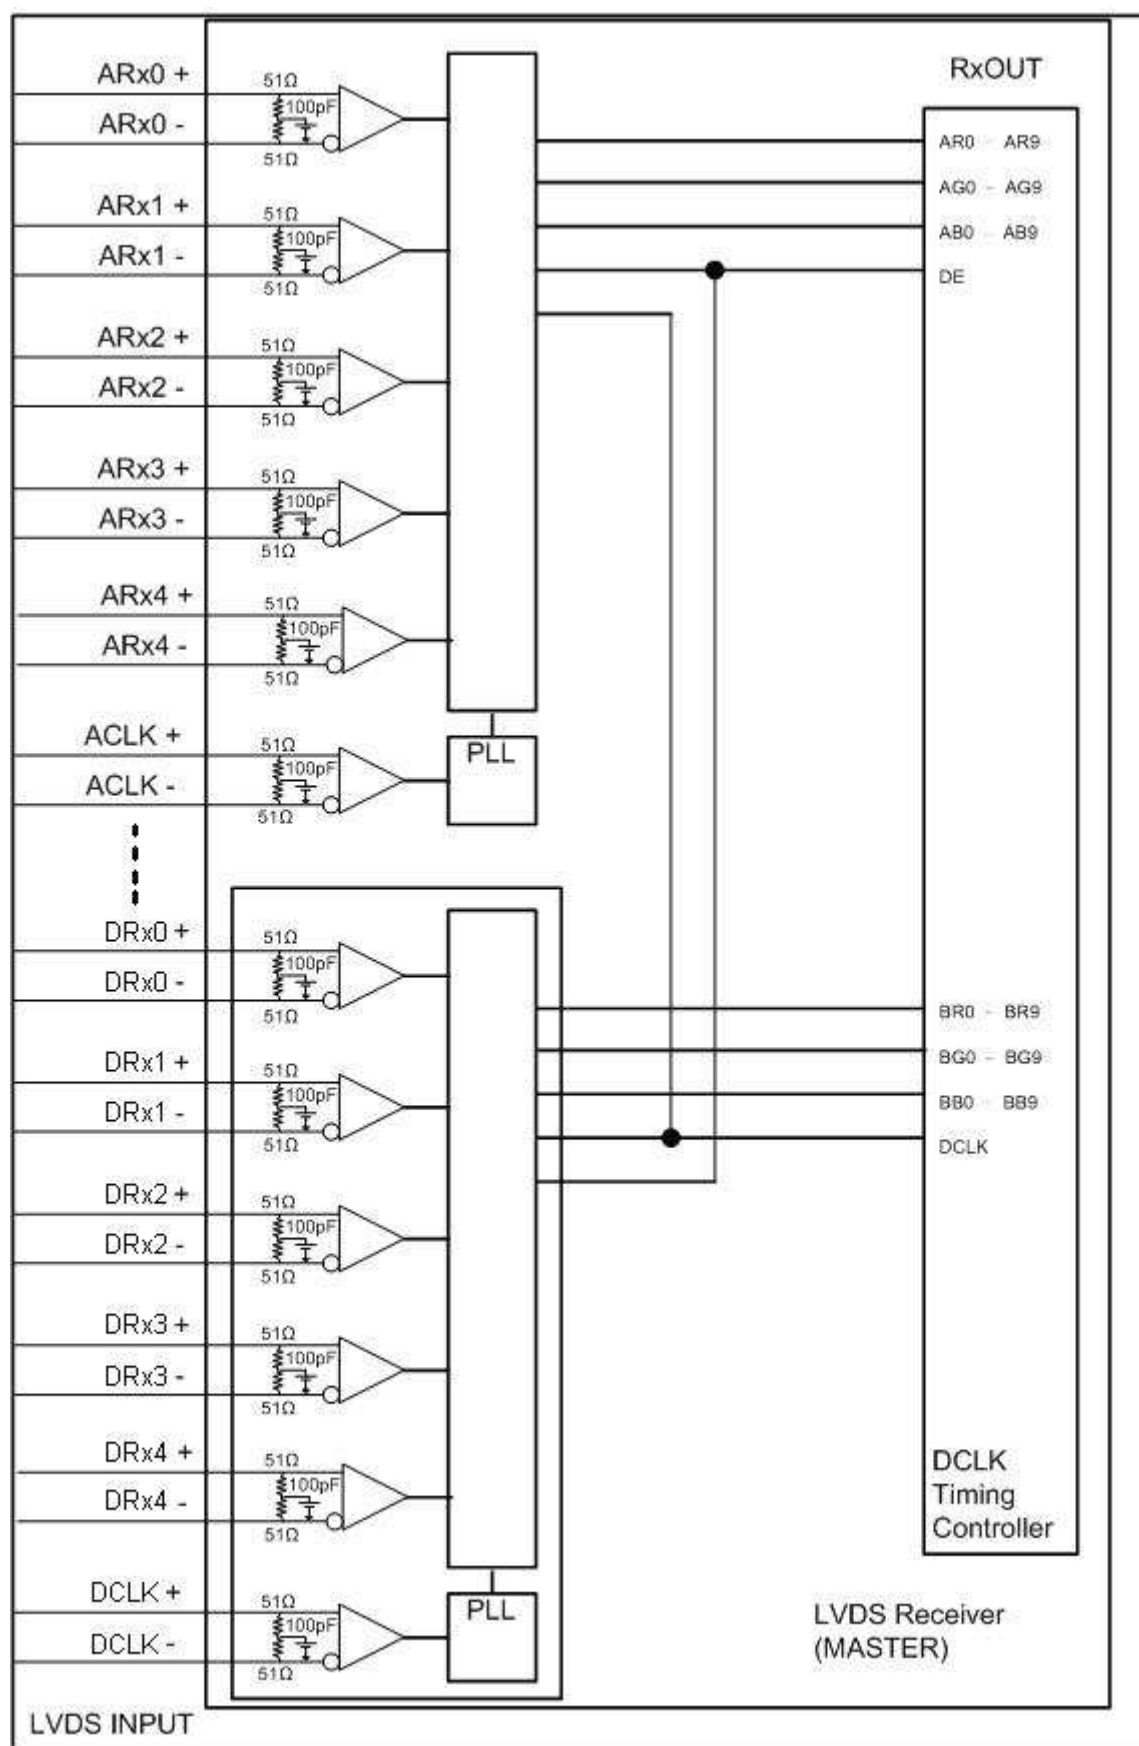 RxOUT
ARx0 +
51Ω
100pF
ARx0 -
51Ω
AR0 - AR9
AG0 - AG9
ARx1 +
51Ω
100pF
AB0 - AB9
ARx1 -
51Ω
DE
ARx2 +
51Ω
100pF
ARx2 -
51Ω
ARx3 +
51Ω
100pF
ARx3 -
51Ω
ARx4 +
51Ω
100pF
ARx4 -
51Ω
ACLK +
51Ω
PLL
100pF
ACLK -
51Ω
DRx0 +
51Ω
100pF
DRx0 -
51Ω
BR0 - BR9
BG0 - BG9
DRx1 +
51Ω
100pF
BB0 - BB9
DRx1 -
51Ω
DCLK
DRx2 +
51Ω
100pF
DRx2 -
51Ω
DRx3 +
51Ω
100pF
DRx3 -
51Ω
DRx4 +
51Ω
100pF
DRx4 -
51Ω
DCLK
Timing
Controller
DCLK +
51Ω
PLL
100pF
DCLK -
51Ω
LVDS Receiver
(MASTER)
LVDS INPUT